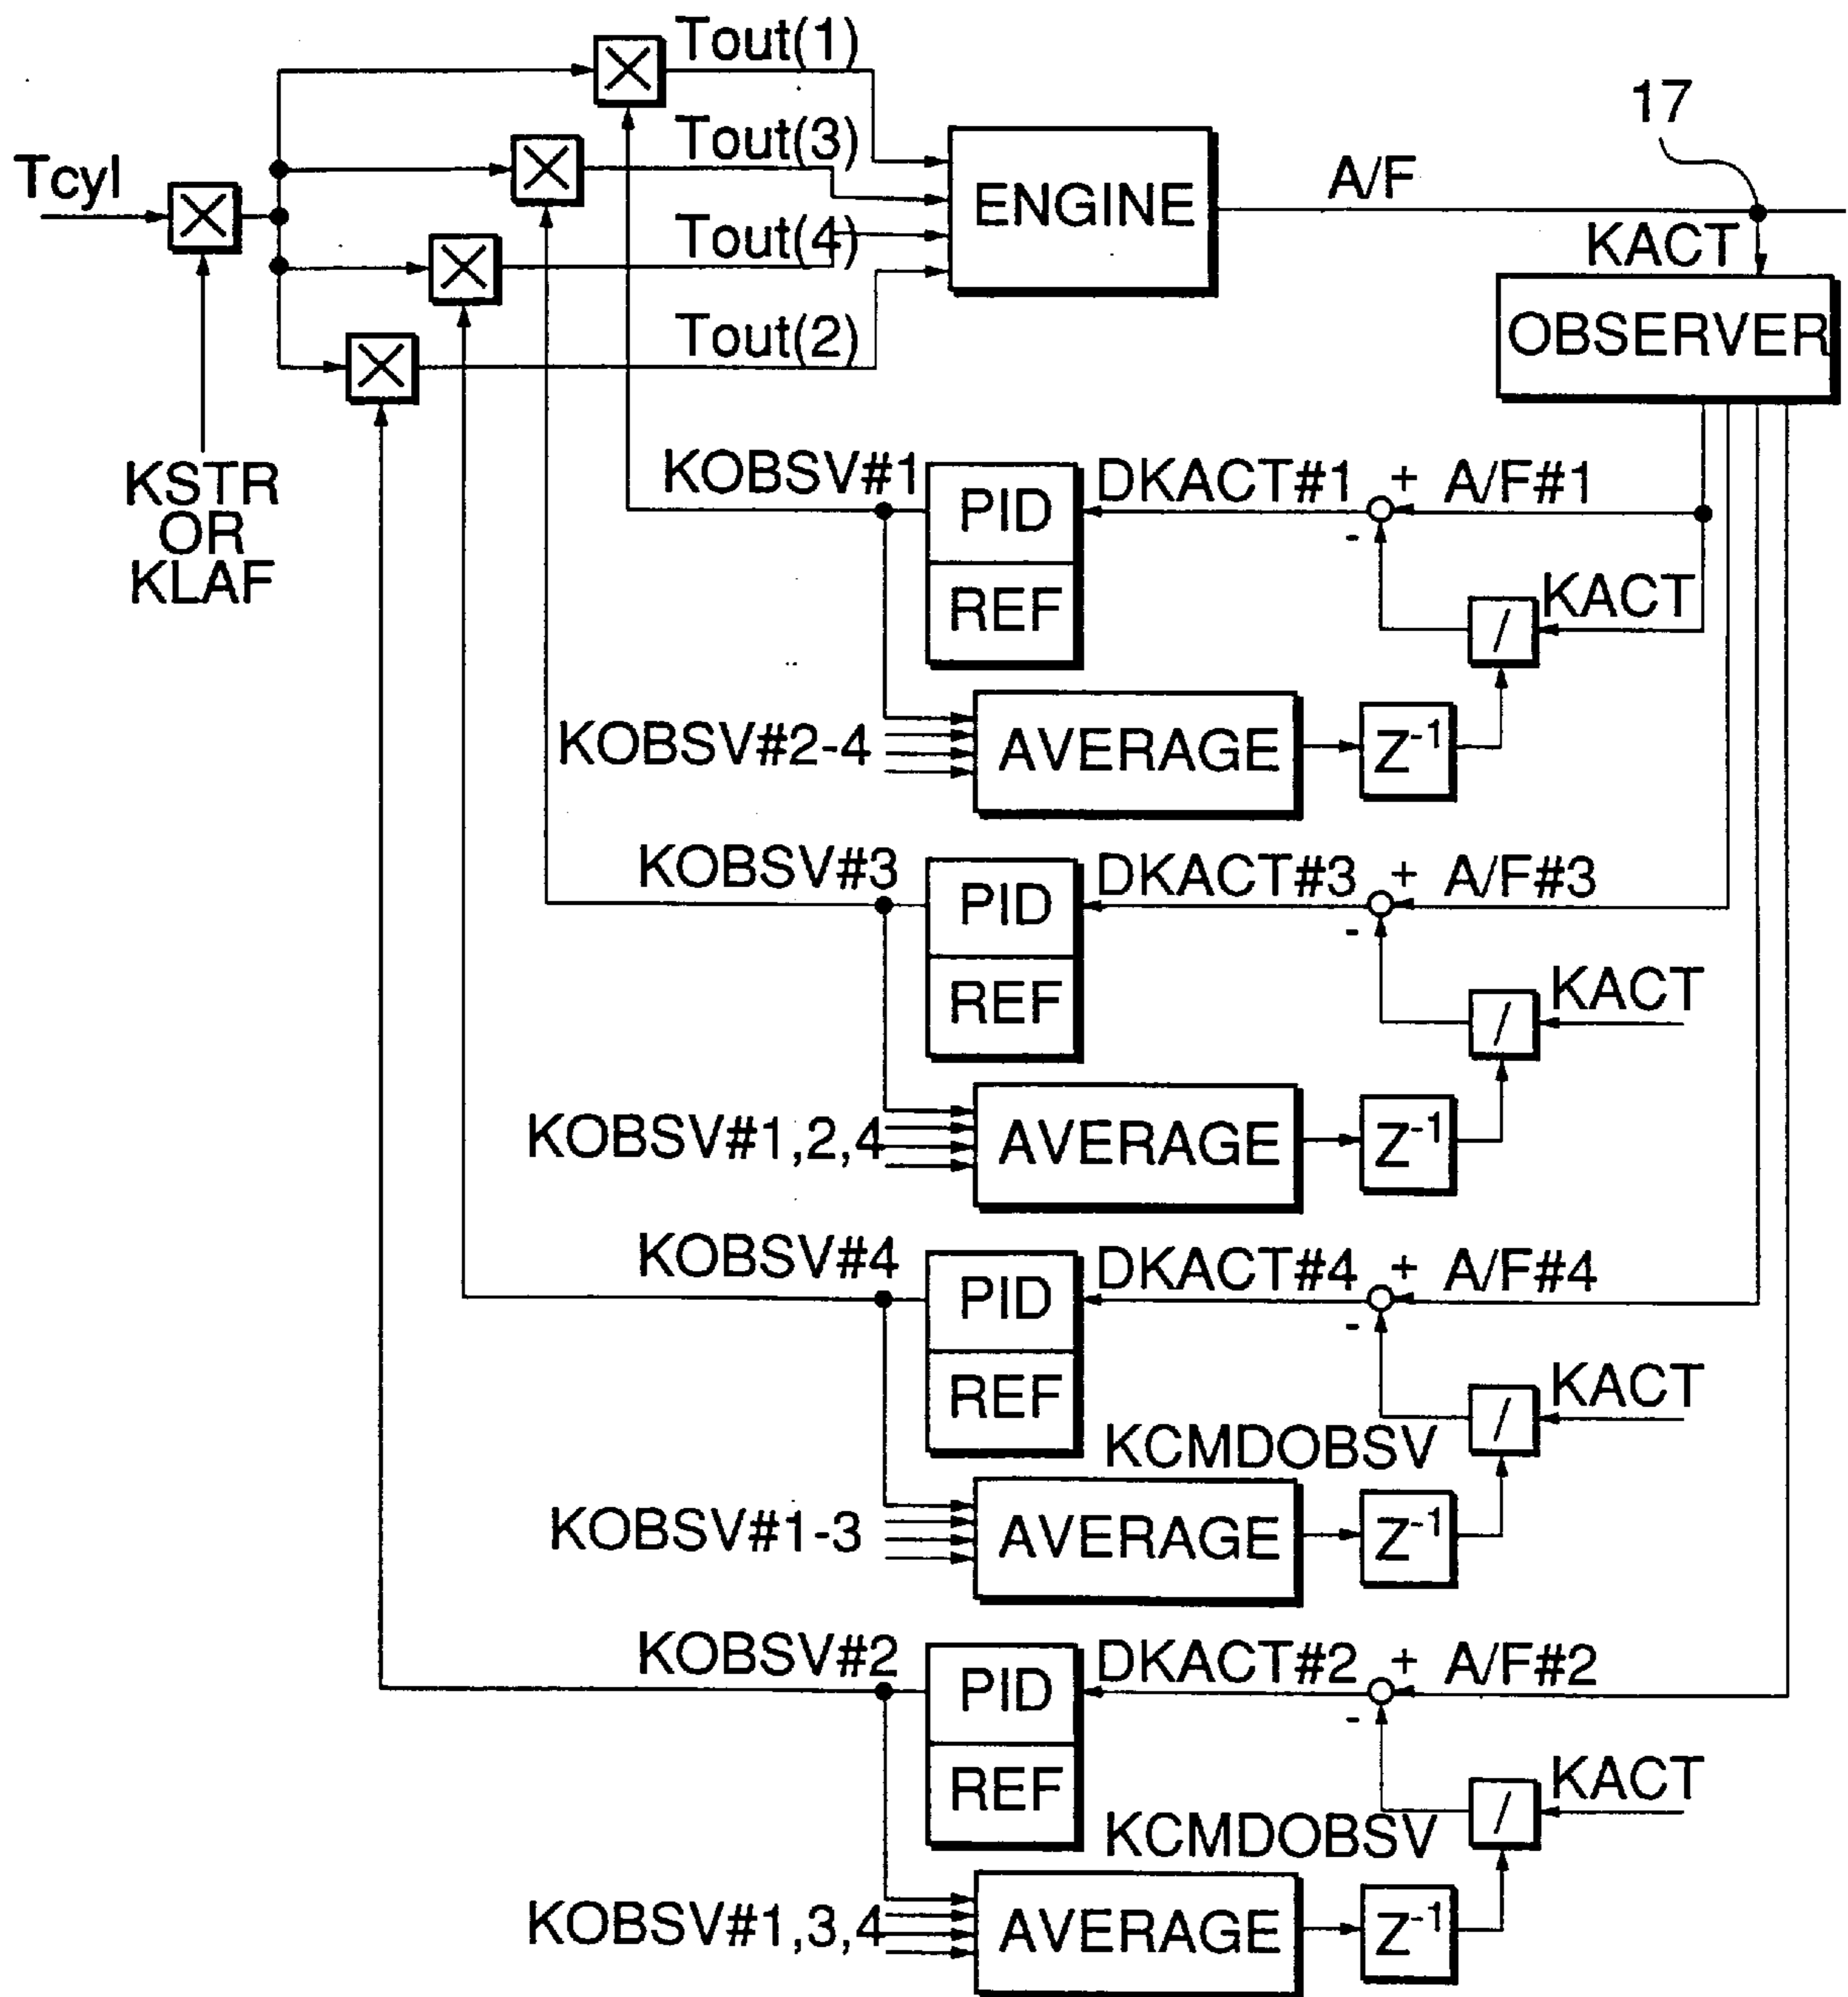 Tout(1)
17
Tout(3)
Tcyl
ENGINE
A/F
Tout(4)
KACT
OBSERVER
Tout(2)
KSTR
OR
KLAF
KOBSV#1
PID
DKACT#1
+
A/F#1
-
REF
/
KACT
KOBSV#2-4
AVERAGE
Z-1
KOBSV#3
PID
DKACT#3
+
A/F#3
-
REF
/
KACT
KOBSV#1,2,4
AVERAGE
Z-1
KOBSV#4
PID
DKACT#4
+
A/F#4
-
REF
/
KACT
KCMDOBSV
KOBSV#1-3
AVERAGE
Z-1
KOBSV#2
PID
DKACT#2
+
A/F#2
-
REF
/
KACT
KCMDOBSV
KOBSV#1,3,4
AVERAGE
Z-1